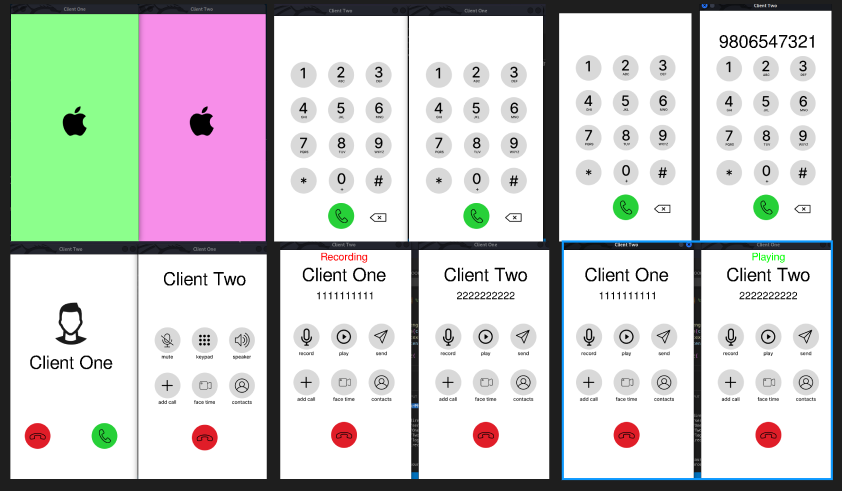 Client One
Client Two
Client Two
Client One
Client Two
9806547321
1 2 3
ABC DEF
4 5 6
GHI JKL MNO
7 8 9
PQRS TUV WXYZ
* 0 #
+
1 2 3
ABC DEF
4 5 6
GHI JKL MNO
7 8 9
PQRS TUV WXYZ
* 0 #
+
1 2 3
ABC DEF
4 5 6
GHI JKL MNO
7 8 9
PQRS TUV WXYZ
* 0 #
+
1 2 3
ABC DEF
4 5 6
GHI JKL MNO
7 8 9
PQRS TUV WXYZ
* 0 #
+
Client Two
Client One
Client One
Client Two
mute keypad speaker
add call face time contacts
Client Two
Recording
Client One
1111111111
record play send
add call face time contacts
Client One
Client Two
2222222222
record play send
add call face time contacts
Client Two
Client One
1111111111
record play send
add call face time contacts
Client One
Playing
Client Two
2222222222
record play send
add call face time contacts